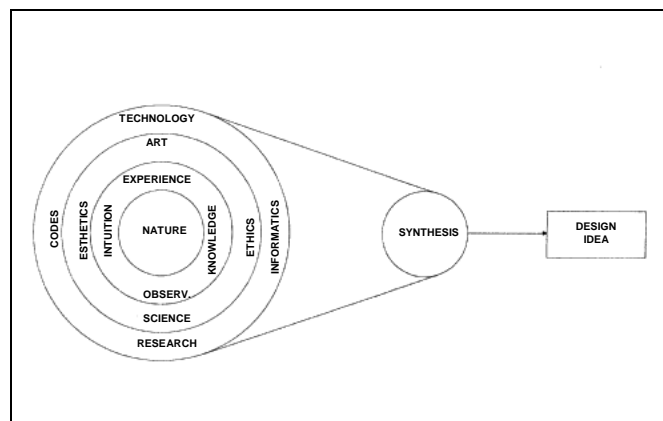 TECHNOLOGY
ART
EXPERIENCE
CODES
ESTHETICS
INTUITION
NATURE
KNOWLEDGE
ETHICS
INFORMATICS
OBSERV.
SCIENCE
RESEARCH
SYNTHESIS
DESIGN
IDEA